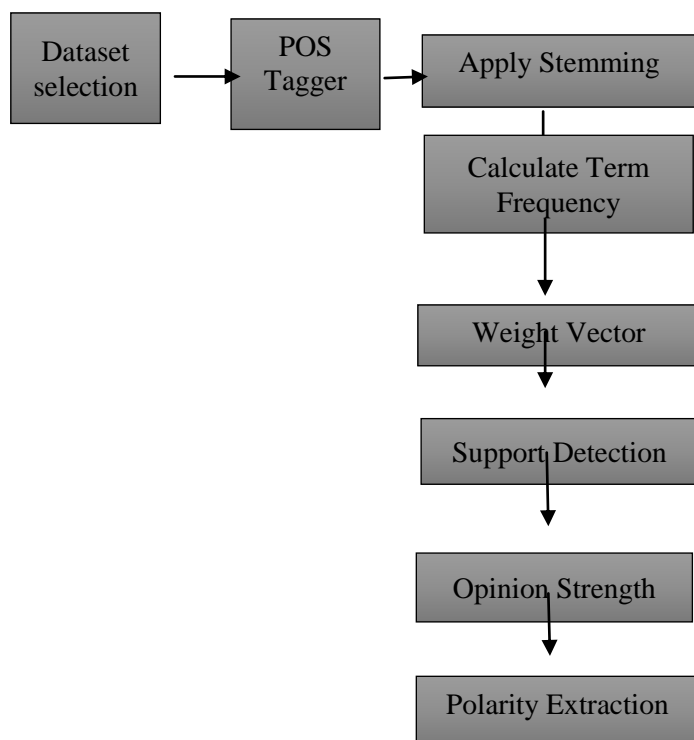 Dataset
selection
POS
Tagger
Apply Stemming
Calculate Term
Frequency
Weight Vector
Support Detection
Opinion Strength
Polarity Extraction